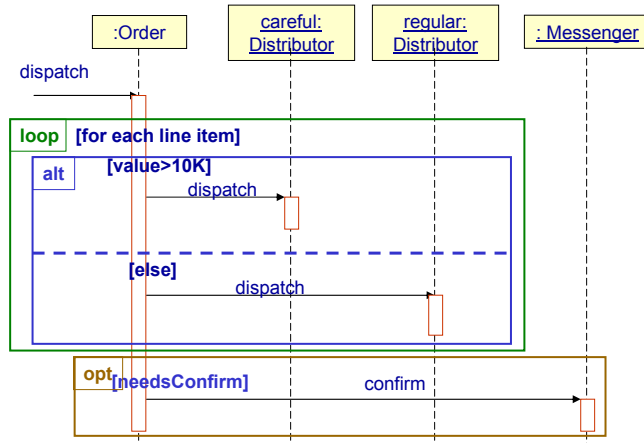 :Order
careful:
Distributor
regular:
Distributor
: Messenger
dispatch
loop [for each line item]
alt [value>10K]
dispatch
[else]
dispatch
opt [needsConfirm]
confirm